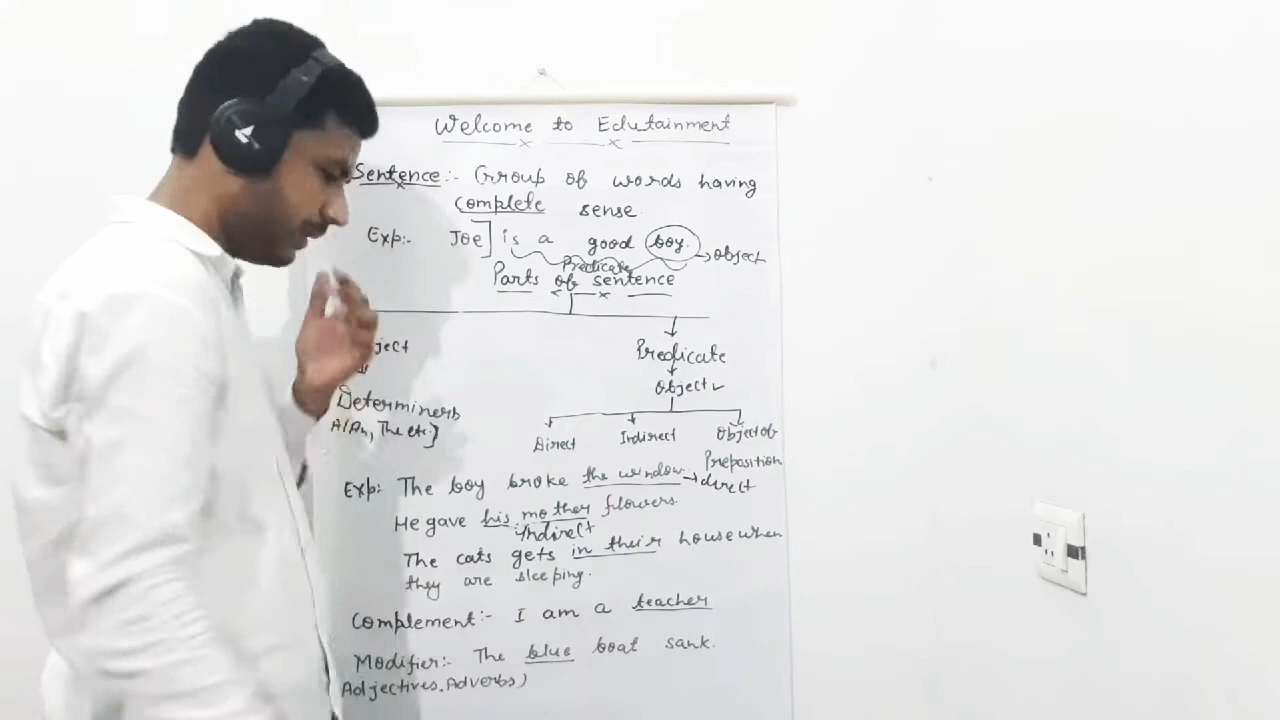 Welcome to Edutainment
Sentence:- Group of words having
complete sense.
Exp:- Joe] is a good boy. → Object
Predicate
Parts of sentence
ject
Predicate
Object
Determiners
A/An, The etc.}
Direct Indirect Object of
Preposition
Exp: The boy broke the window. → direct
He gave his mother flowers.
Indirect
The cats gets in their house when
they are sleeping.
Complement:- I am a teacher
Modifier:- The blue boat sank.
Adjectives, Adverbs)